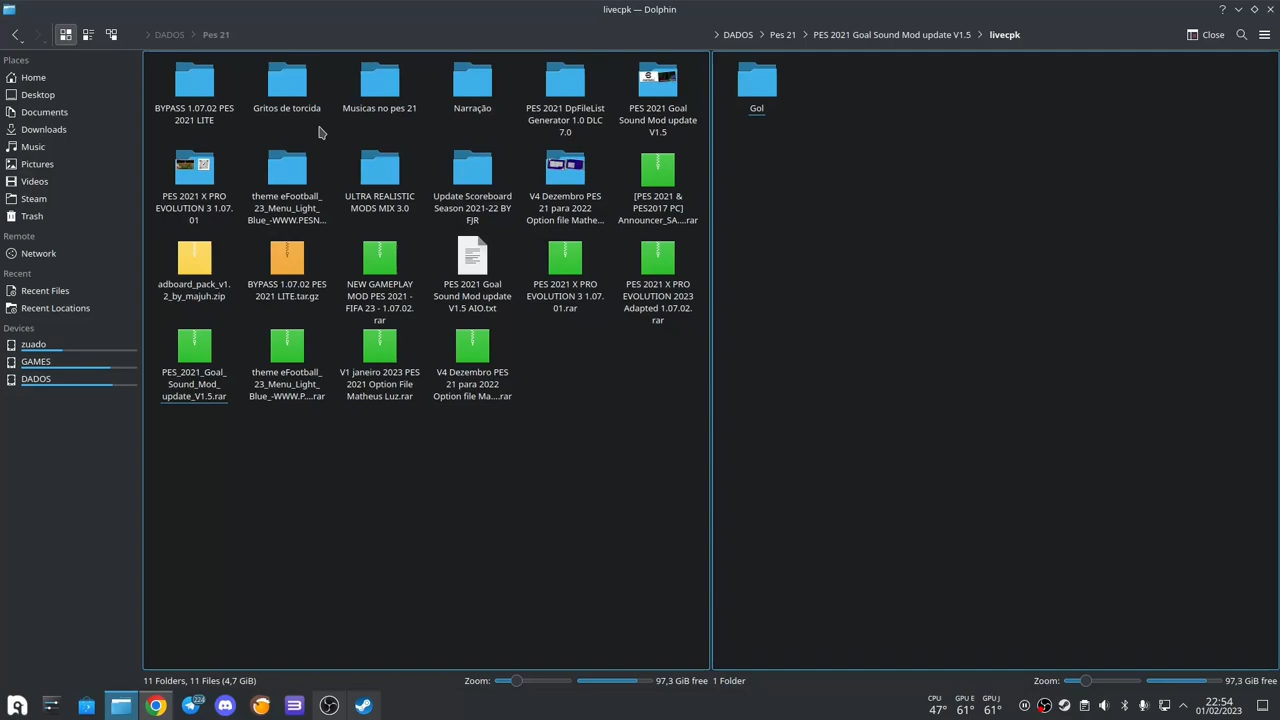 livecpk — Dolphin
DADOS
Pes 21
DADOS
Pes 21
PES 2021 Goal Sound Mod update V1.5
livecpk
Close
Places
Home
Desktop
Documents
Downloads
Music
Pictures
Videos
Steam
Trash
Remote
Network
Recent
Recent Files
Recent Locations
Devices
zuado
GAMES
DADOS
BYPASS 1.07.02 PES
2021 LITE
Gritos de torcida
Musicas no pes 21
Narração
PES 2021 DpFileList
Generator 1.0 DLC
7.0
PES 2021 Goal
Sound Mod update
V1.5
PES 2021 X PRO
EVOLUTION 3 1.07.
01
theme eFootball_
23_Menu_Light_
Blue_-WWW.PESN...
ULTRA REALISTIC
MODS MIX 3.0
Update Scoreboard
Season 2021-22 BY
FJR
V4 Dezembro PES
21 para 2022
Option file Mathe...
[PES 2021 &
PES2017 PC]
Announcer_SA....rar
adboard_pack_v1.
2_by_majuh.zip
BYPASS 1.07.02 PES
2021 LITE.tar.gz
NEW GAMEPLAY
MOD PES 2021 -
FIFA 23 - 1.07.02.
rar
PES 2021 Goal
Sound Mod update
V1.5 AIO.txt
PES 2021 X PRO
EVOLUTION 3 1.07.
01.rar
PES 2021 X PRO
EVOLUTION 2023
Adapted 1.07.02.
rar
PES_2021_Goal_
Sound_Mod_
update_V1.5.rar
theme eFootball_
23_Menu_Light_
Blue_-WWW.P....rar
V1 janeiro 2023 PES
2021 Option File
Matheus Luz.rar
V4 Dezembro PES
21 para 2022
Option file Ma....rar
Gol
11 Folders, 11 Files (4,7 GiB)
Zoom:
97,3 GiB free
1 Folder
Zoom:
97,3 GiB free
224
CPU
47°
GPU E
61°
GPU J
61°
22:54
01/02/2023